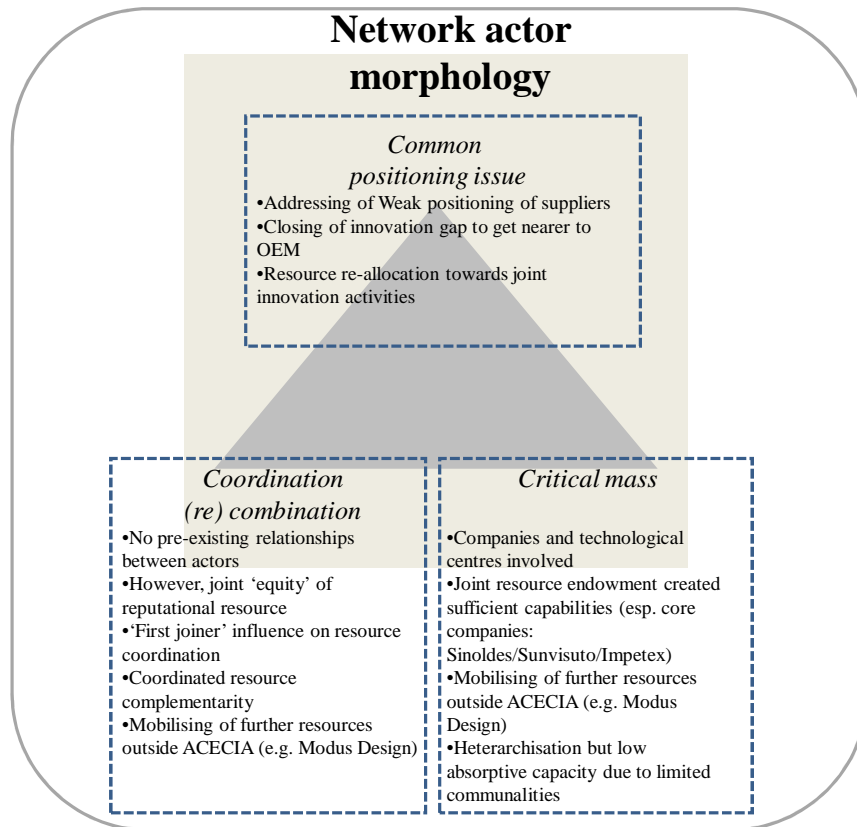 Network actor
morphology
Common
positioning issue
•Addressing of Weak positioning of suppliers
•Closing of innovation gap to get nearer to
OEM
•Resource re-allocation towards joint
innovation activities
Coordination
(re) combination
•No pre-existing relationships
between actors
•However, joint ‘equity’ of
reputational resource
•‘First joiner’ influence on resource
coordination
•Coordinated resource
complementarity
•Mobilising of further resources
outside ACECIA (e.g. Modus Design)
Critical mass
•Companies and technological
centres involved
•Joint resource endowment created
sufficient capabilities (esp. core
companies:
Sinoldes/Sunvisuto/Impetex)
•Mobilising of further resources
outside ACECIA (e.g. Modus
Design)
•Heterarchisation but low
absorptive capacity due to limited
communalities